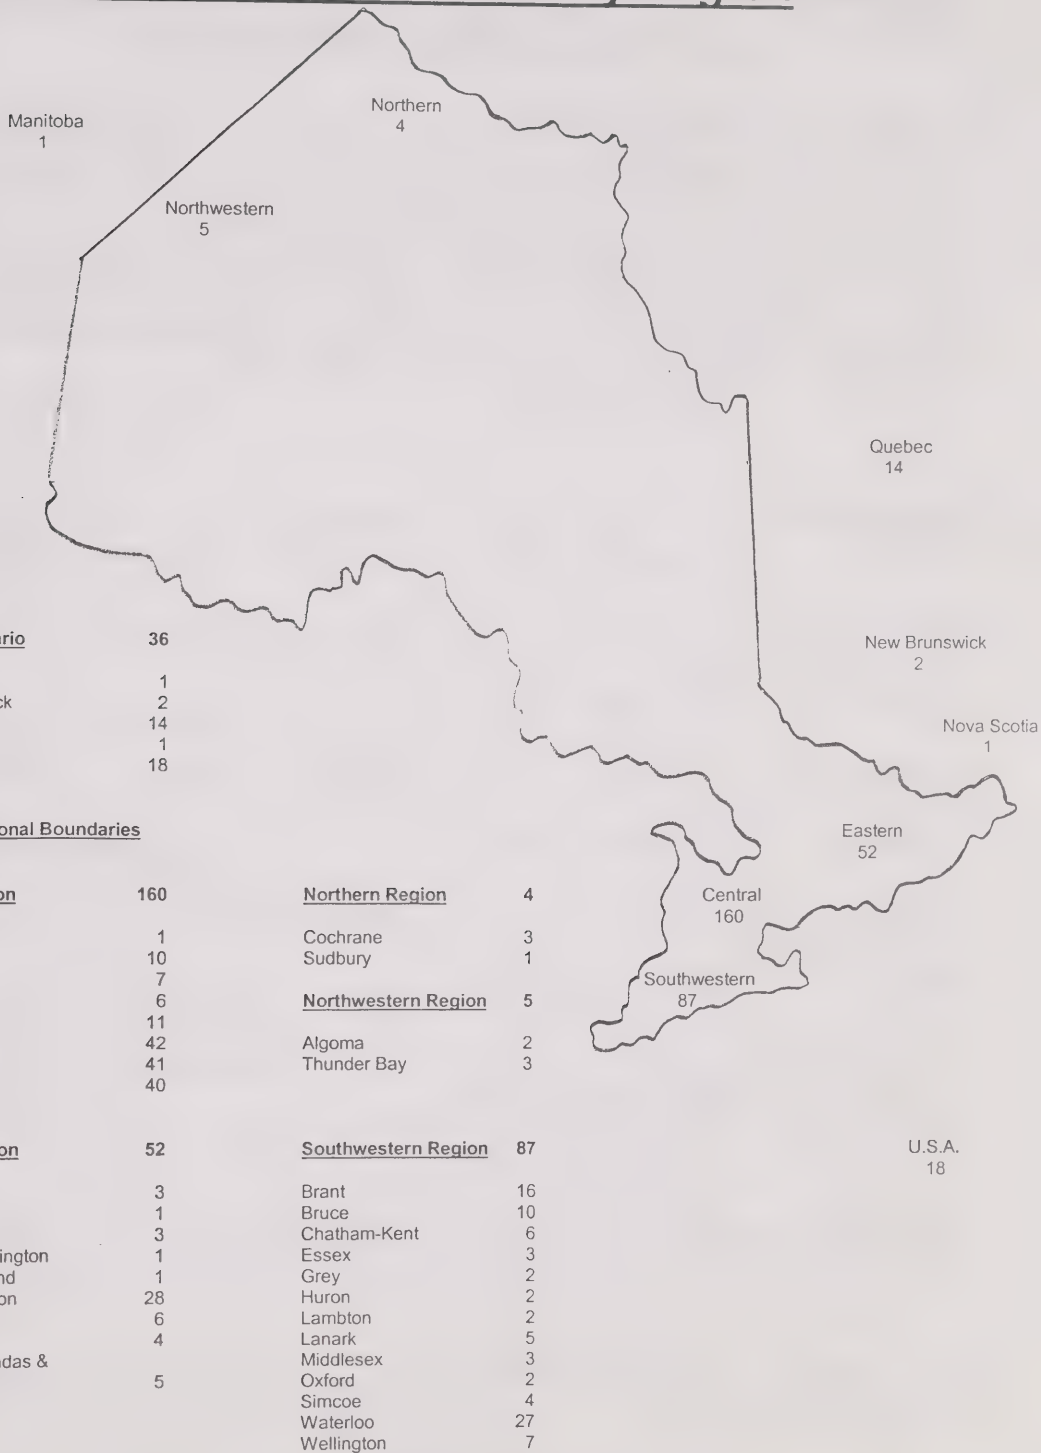 Manitoba
1
Northern
4
Northwestern
5
Quebec
14
New Brunswick
2
Nova Scotia
1
Eastern
52
Central
160
Southwestern
87
U.S.A.
18
rio 36
1
ck 2
14
1
18
onal Boundaries
on 160
1
10
7
6
11
42
41
40
Northern Region 4
Cochrane 3
Sudbury 1
Northwestern Region 5
Algoma 2
Thunder Bay 3
on 52
3
1
3
ington 1
nd 1
on 28
6
4
das &
5
Southwestern Region 87
Brant 16
Bruce 10
Chatham-Kent 6
Essex 3
Grey 2
Huron 2
Lambton 2
Lanark 5
Middlesex 3
Oxford 2
Simcoe 4
Waterloo 27
Wellington 7